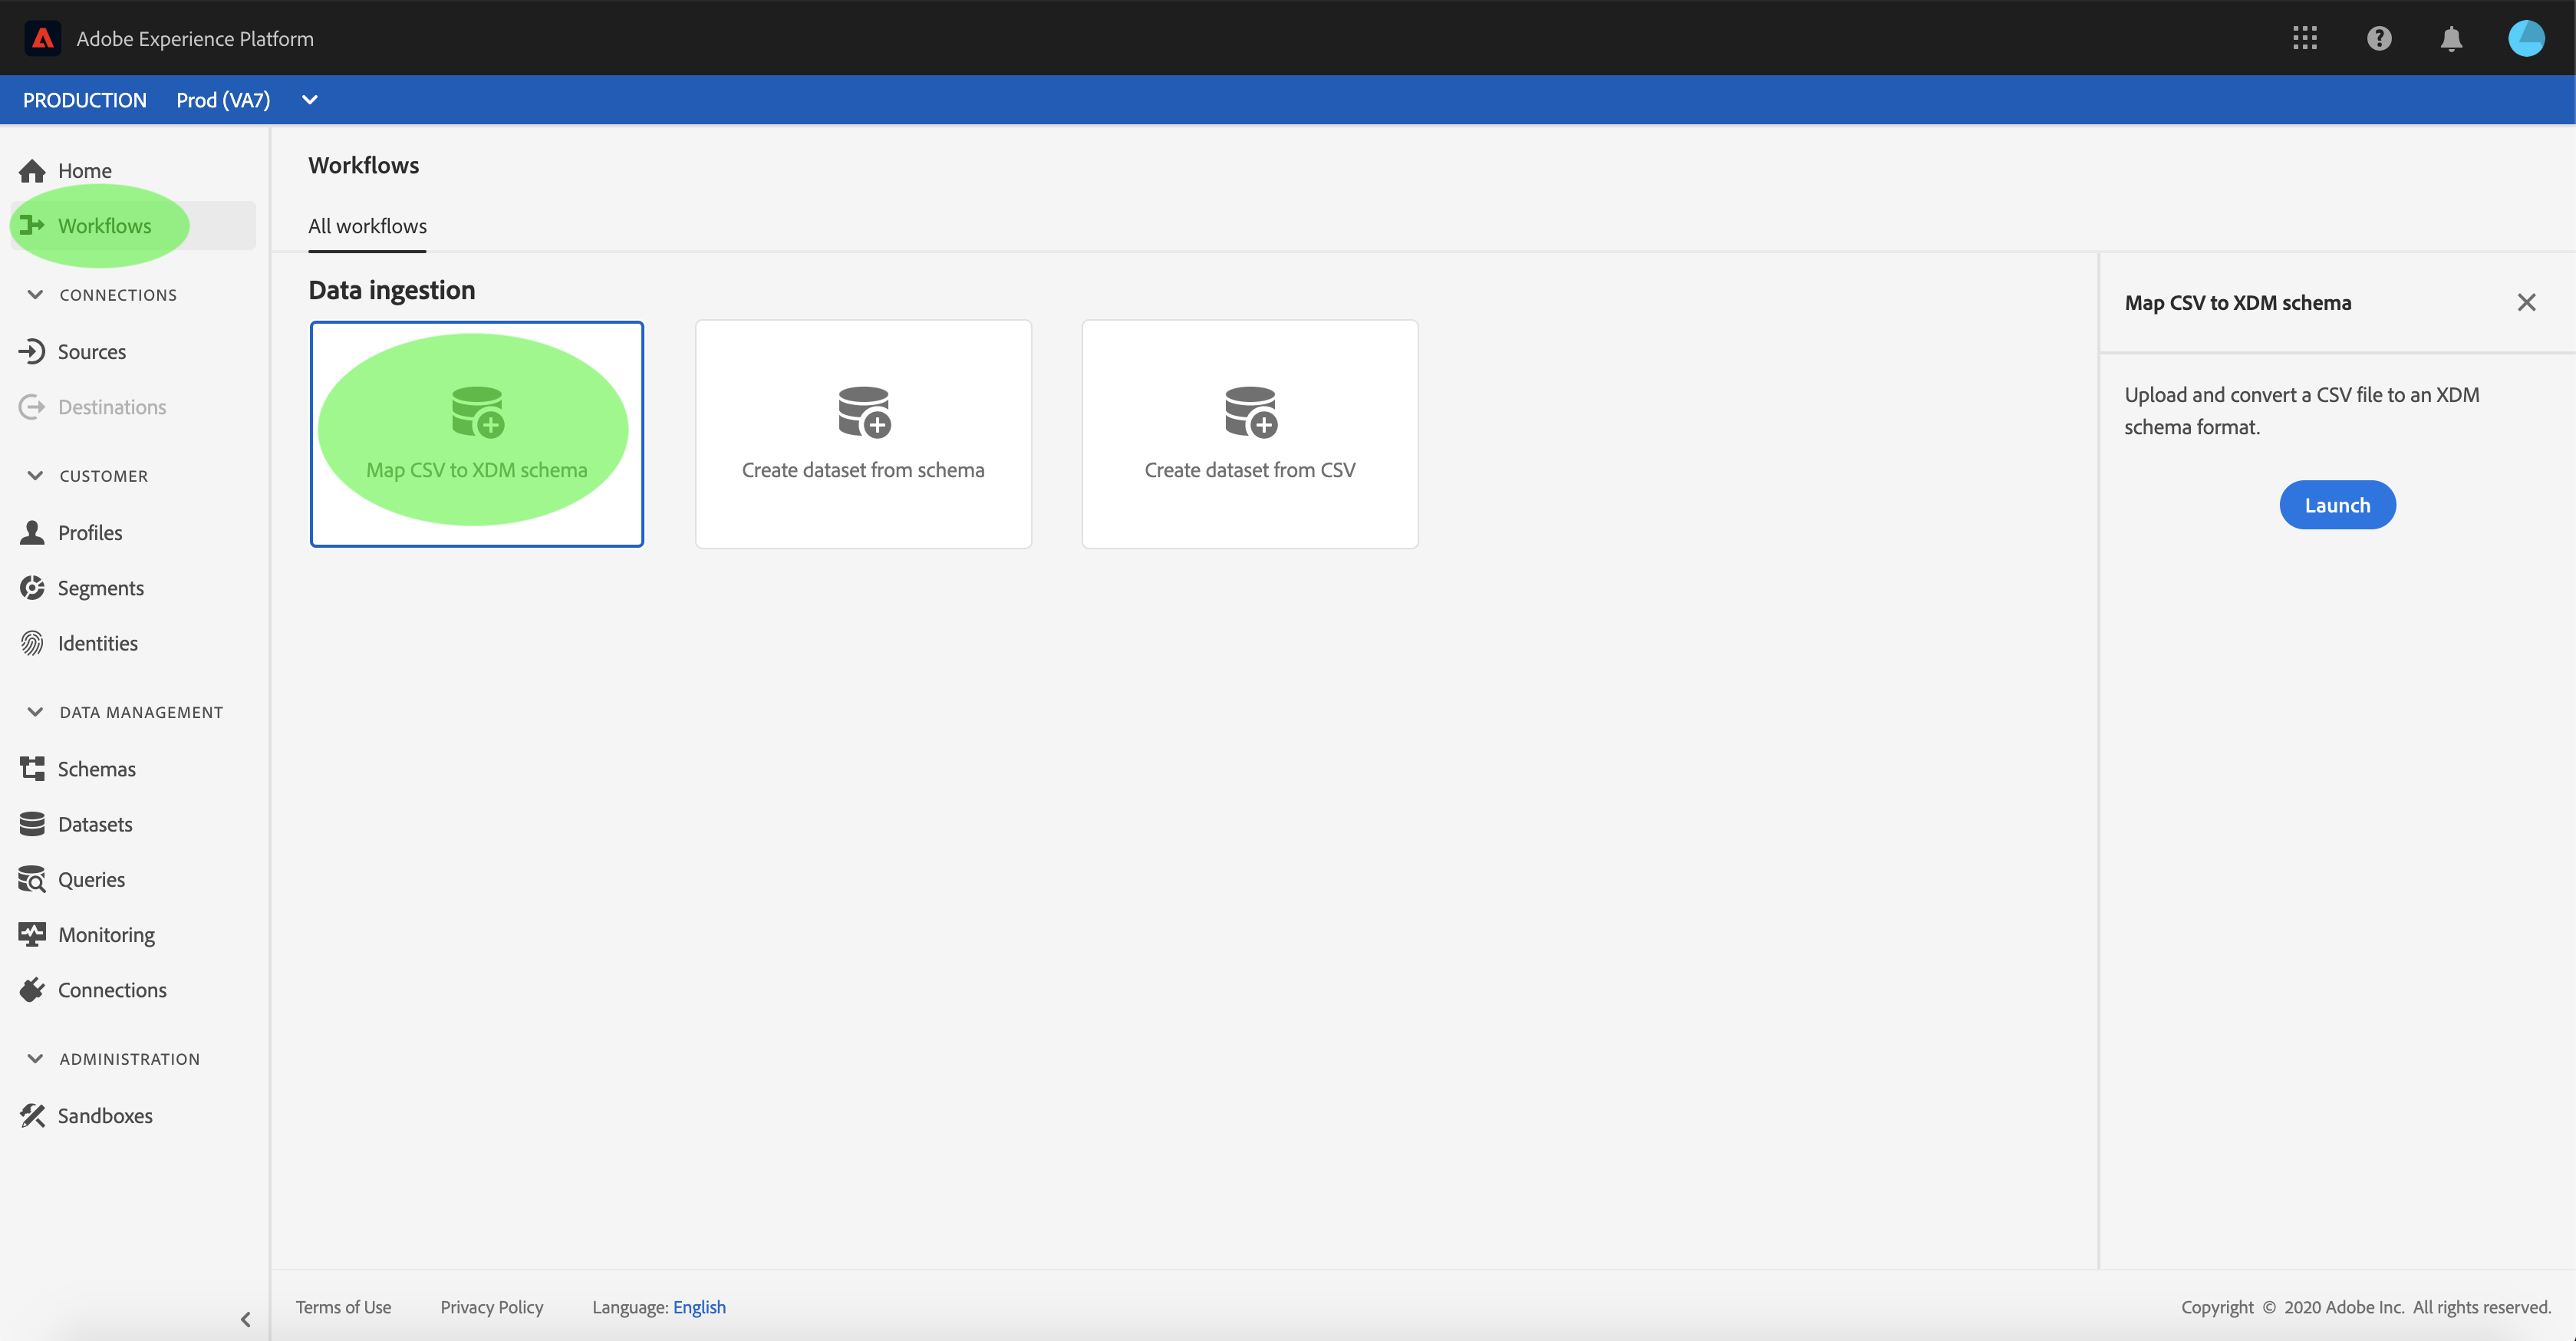 Adobe Experience Platform
PRODUCTION Prod (VA7)
Home
Workflows
CONNECTIONS
Sources
Destinations
CUSTOMER
Profiles
Segments
Identities
DATA MANAGEMENT
Schemas
Datasets
Queries
Monitoring
Connections
ADMINISTRATION
Sandboxes
Workflows
All workflows
Data ingestion
Map CSV to XDM schema
Create dataset from schema
Create dataset from CSV
Map CSV to XDM schema
Upload and convert a CSV file to an XDM
schema format.
Launch
Terms of Use Privacy Policy Language: English
Copyright © 2020 Adobe Inc. All rights reserved.